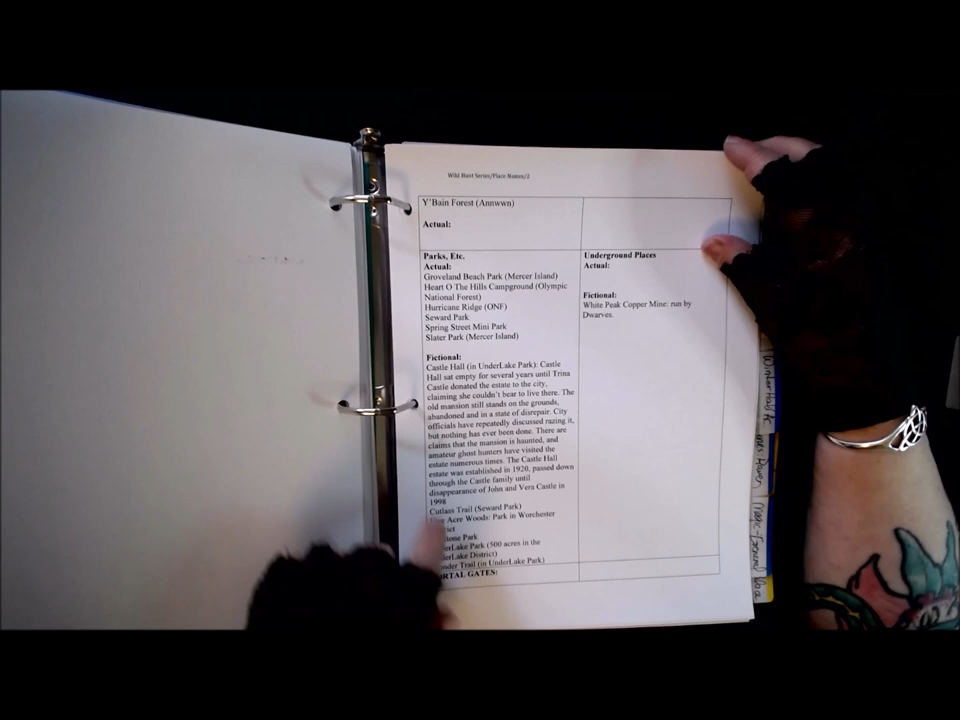 Wild Hunt Series/Place Names/2
Y'Bain Forest (Annwwn)
Actual:
Parks, Etc.
Actual:
Groveland Beach Park (Mercer Island)
Heart O The Hills Campground (Olympic
National Forest)
Hurricane Ridge (ONF)
Seward Park
Spring Street Mini Park
Slater Park (Mercer Island)
Fictional:
Castle Hall (in UnderLake Park): Castle
Hall sat empty for several years until Trina
Castle donated the estate to the city,
claiming she couldn't bear to live there. The
old mansion still stands on the grounds,
abandoned and in a state of disrepair. City
officials have repeatedly discussed razing it,
but nothing has ever been done. There are
claims that the mansion is haunted, and
amateur ghost hunters have visited the
estate numerous times. The Castle Hall
estate was established in 1920, passed down
through the Castle family until
disappearance of John and Vera Castle in
1998
Cutlass Trail (Seward Park)
Acre Woods: Park in Worchester
Park
Lake Park (500 acres in the
Lake District)
Trail (in UnderLake Park)
GATES:
Underground Places
Actual:
Fictional:
White Peak Copper Mine: run by
Dwarves.
Haven